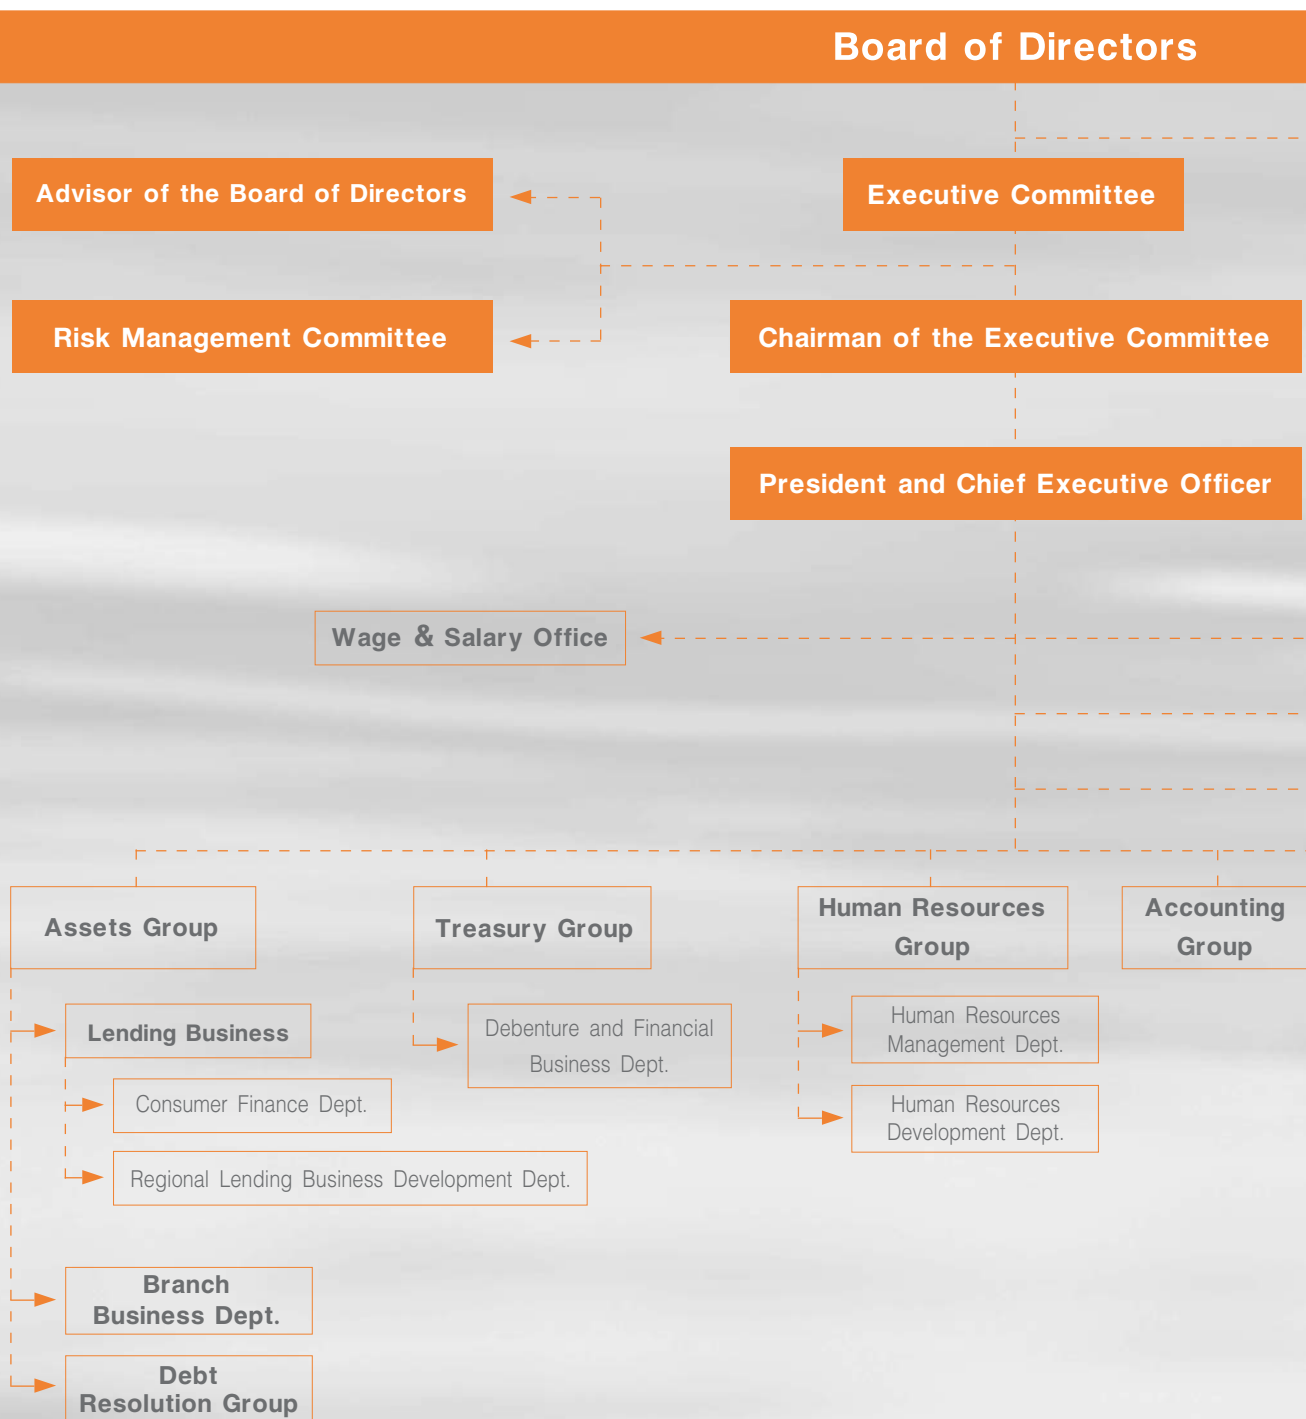 Board of Directors
Advisor of the Board of Directors
Executive Committee
Risk Management Committee
Chairman of the Executive Committee
President and Chief Executive Officer
Wage & Salary Office
Assets Group
Treasury Group
Human Resources
Group
Accounting
Group
Lending Business
Consumer Finance Dept.
Regional Lending Business Development Dept.
Debenture and Financial
Business Dept.
Human Resources
Management Dept.
Human Resources
Development Dept.
Branch
Business Dept.
Debt
Resolution Group